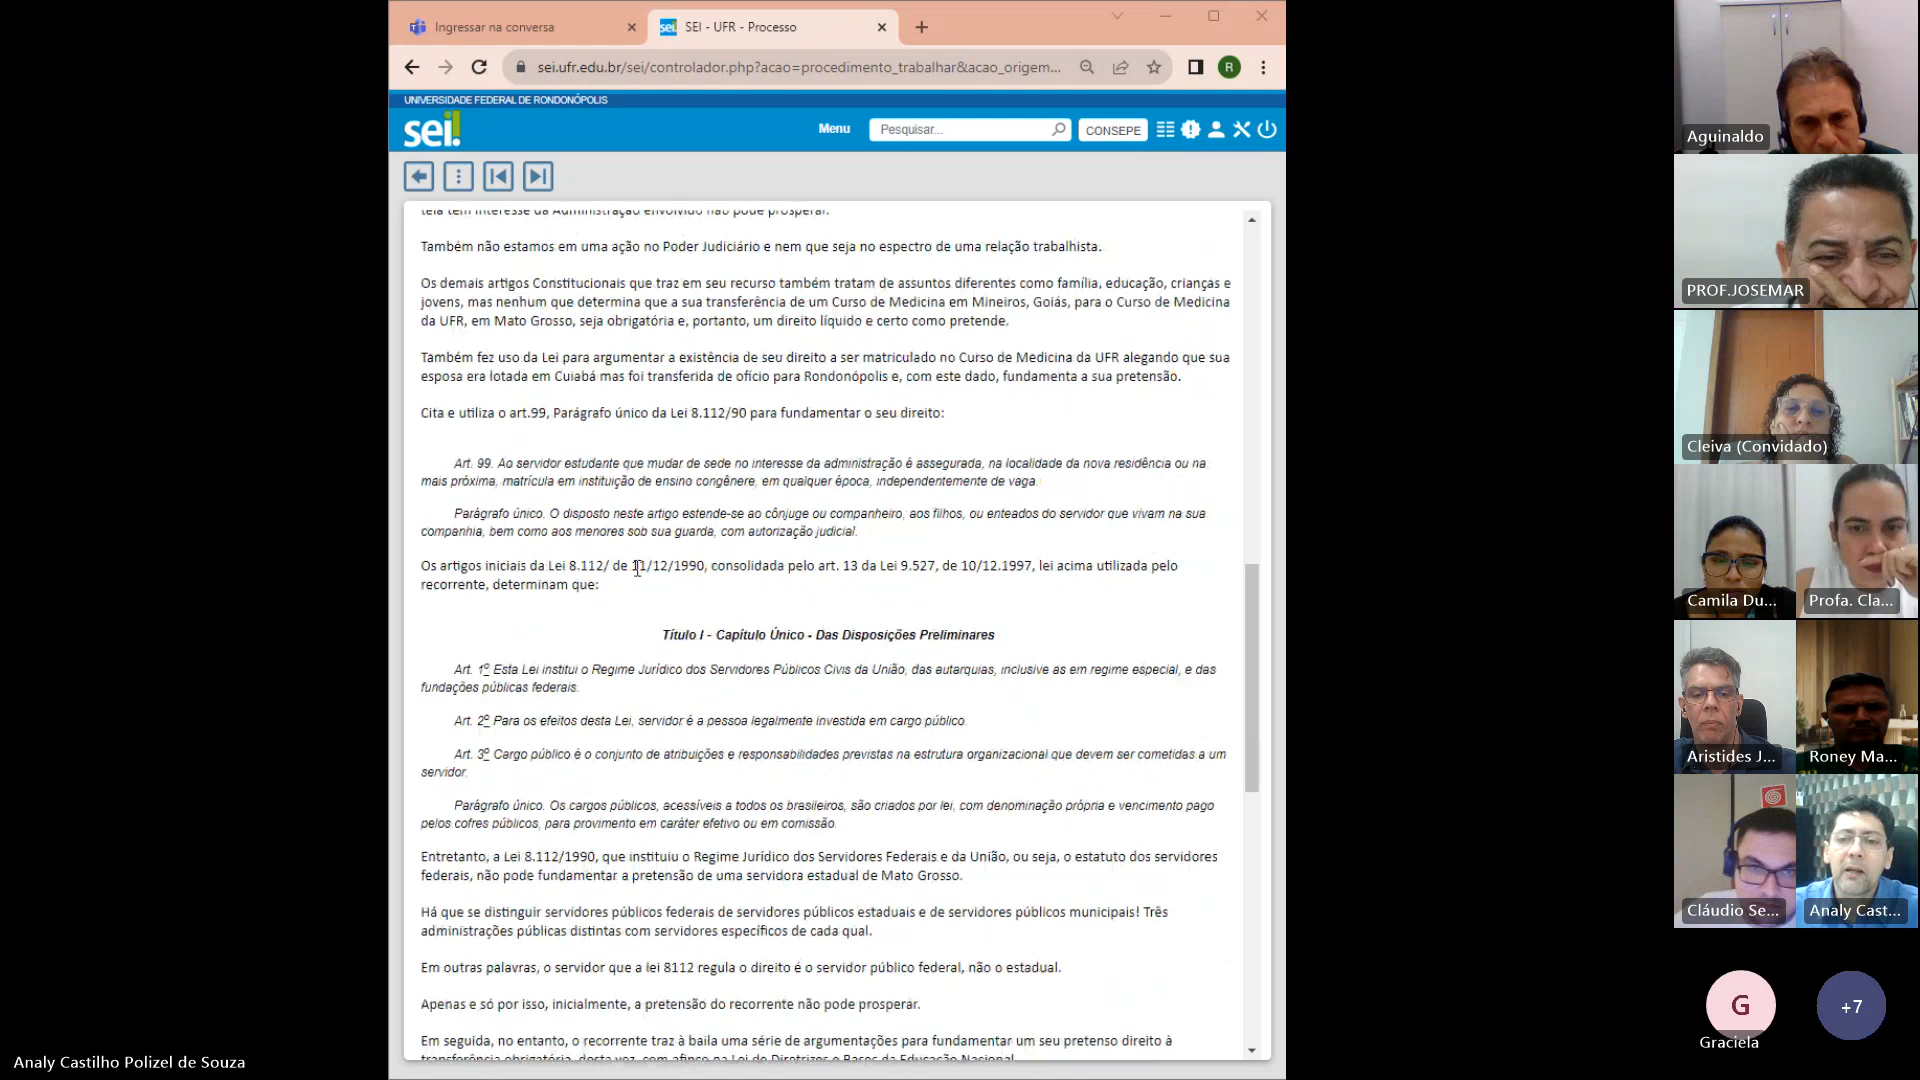 Ingressar na conversa
SEI - UFR - Processo
sei.ufr.edu.br/sei/controlador.php?acao=procedimento_trabalhar&acao_origem...
R
UNIVERSIDADE FEDERAL DE RONDONÓPOLIS
sei!
Menu
Pesquisar...
CONSEPE
tela tem interesse da Administração envolvido não pode prosperar.
Também não estamos em uma ação no Poder Judiciário e nem que seja no espectro de uma relação trabalhista.
Os demais artigos Constitucionais que traz em seu recurso também tratam de assuntos diferentes como família, educação, crianças e
jovens, mas nenhum que determina que a sua transferência de um Curso de Medicina em Mineiros, Goiás, para o Curso de Medicina
da UFR, em Mato Grosso, seja obrigatória e, portanto, um direito líquido e certo como pretende.
Também fez uso da Lei para argumentar a existência de seu direito a ser matriculado no Curso de Medicina da UFR alegando que sua
esposa era lotada em Cuiabá mas foi transferida de ofício para Rondonópolis e, com este dado, fundamenta a sua pretensão.
Cita e utiliza o art.99, Parágrafo único da Lei 8.112/90 para fundamentar o seu direito:
Art. 99. Ao servidor estudante que mudar de sede no interesse da administração é assegurada, na localidade da nova residência ou na
mais próxima, matrícula em instituição de ensino congênere, em qualquer época, independentemente de vaga.
Parágrafo único. O disposto neste artigo estende-se ao cônjuge ou companheiro, aos filhos, ou enteados do servidor que vivam na sua
companhia, bem como aos menores sob sua guarda, com autorização judicial.
Os artigos iniciais da Lei 8.112/ de 11/12/1990, consolidada pelo art. 13 da Lei 9.527, de 10/12.1997, lei acima utilizada pelo
recorrente, determinam que:
Título I - Capítulo Único - Das Disposições Preliminares
Art. 1º Esta Lei institui o Regime Jurídico dos Servidores Públicos Civis da União, das autarquias, inclusive as em regime especial, e das
fundações públicas federais.
Art. 2º Para os efeitos desta Lei, servidor é a pessoa legalmente investida em cargo público.
Art. 3º Cargo público é o conjunto de atribuições e responsabilidades previstas na estrutura organizacional que devem ser cometidas a um
servidor.
Parágrafo único. Os cargos públicos, acessíveis a todos os brasileiros, são criados por lei, com denominação própria e vencimento pago
pelos cofres públicos, para provimento em caráter efetivo ou em comissão.
Entretanto, a Lei 8.112/1990, que instituiu o Regime Jurídico dos Servidores Federais e da União, ou seja, o estatuto dos servidores
federais, não pode fundamentar a pretensão de uma servidora estadual de Mato Grosso.
Há que se distinguir servidores públicos federais de servidores públicos estaduais e de servidores públicos municipais! Três
administrações públicas distintas com servidores específicos de cada qual.
Em outras palavras, o servidor que a lei 8112 regula o direito é o servidor público federal, não o estadual.
Apenas e só por isso, inicialmente, a pretensão do recorrente não pode prosperar.
Em seguida, no entanto, o recorrente traz à baila uma série de argumentações para fundamentar um seu pretenso direito à
transferência obrigatória, desta vez, com afinco na Lei de Diretrizes e Bases da Educação Nacional.
Aguinaldo
PROF.JOSEMAR
Cleiva (Convidado)
Camila Du...
Profa. Cla...
Aristides J...
Roney Ma...
Cláudio Se...
Analy Cast...
G
+7
Graciela
Analy Castilho Polizel de Souza